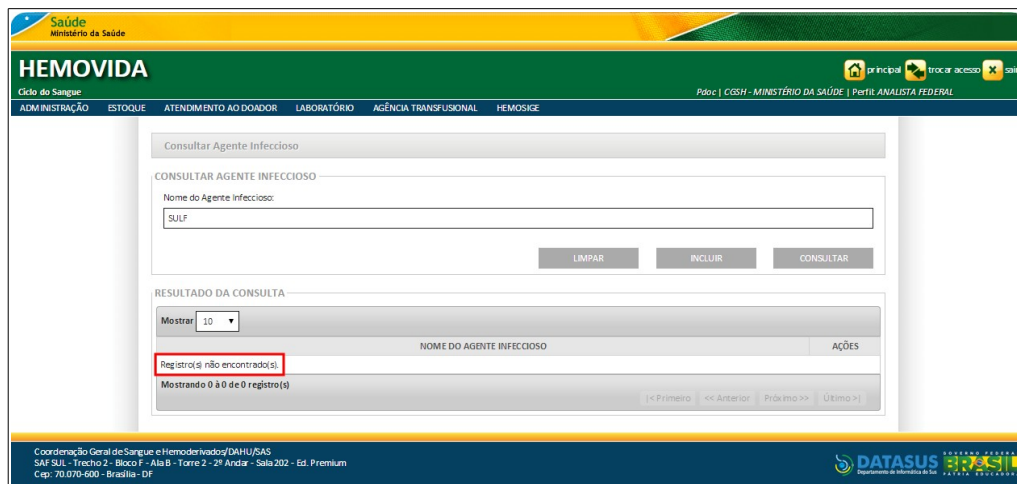 Saúde
Ministério da Saúde
HEMOVIDA
principal trocar acesso sair
Ciclo do Sangue
Pdoc | CGSH - MINISTÉRIO DA SAÚDE | Perfil: ANALISTA FEDERAL
ADMINISTRAÇÃO ESTOQUE ATENDIMENTO AO DOADOR LABORATÓRIO AGÊNCIA TRANSFUSIONAL HEMOSIGE
Consultar Agente Infeccioso
CONSULTAR AGENTE INFECCIOSO
Nome do Agente Infeccioso:
SULF
LIMPAR INCLUIR CONSULTAR
RESULTADO DA CONSULTA
Mostrar 10
NOME DO AGENTE INFECCIOSO AÇÕES
Registro(s) não encontrado(s).
Mostrando 0 à 0 de 0 registro(s)
|< Primeiro << Anterior Próximo >> Último >|
Coordenação Geral de Sangue e Hemoderivados/DAHU/SAS
SAF SUL - Trecho 2 - Bloco F - Ala B - Torre 2 - 2º Andar - Sala 202 - Ed. Premium
Cep: 70.070-600 - Brasília - DF
DATASUS
Departamento de Informática do Sus
GOVERNO FEDERAL
BRASIL
PÁTRIA EDUCADORA